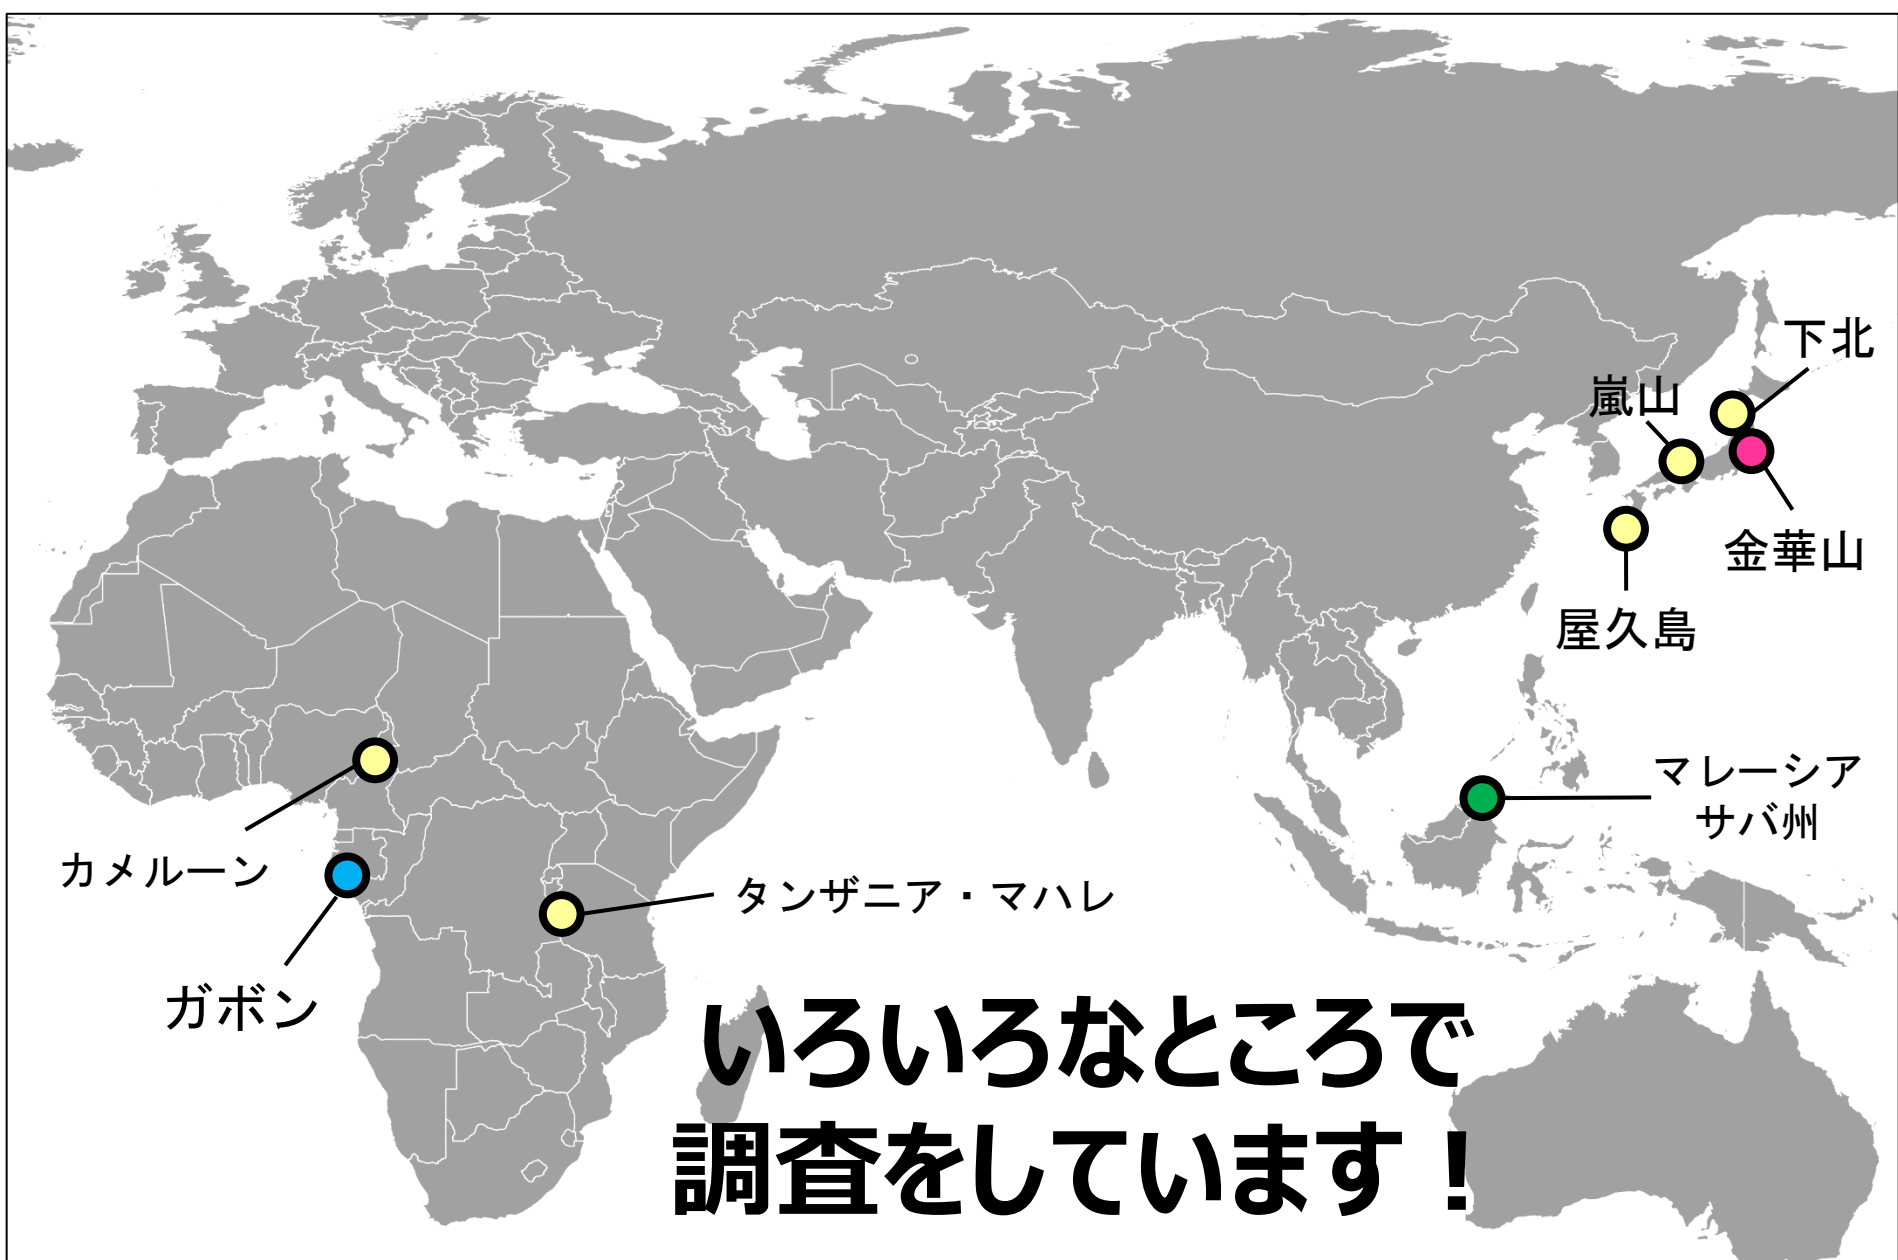 下北
嵐山
金華山
屋久島
マレーシア
サバ州
カメルーン
タンザニア・マハレ
ガボン
いろいろなところで
調査をしています！